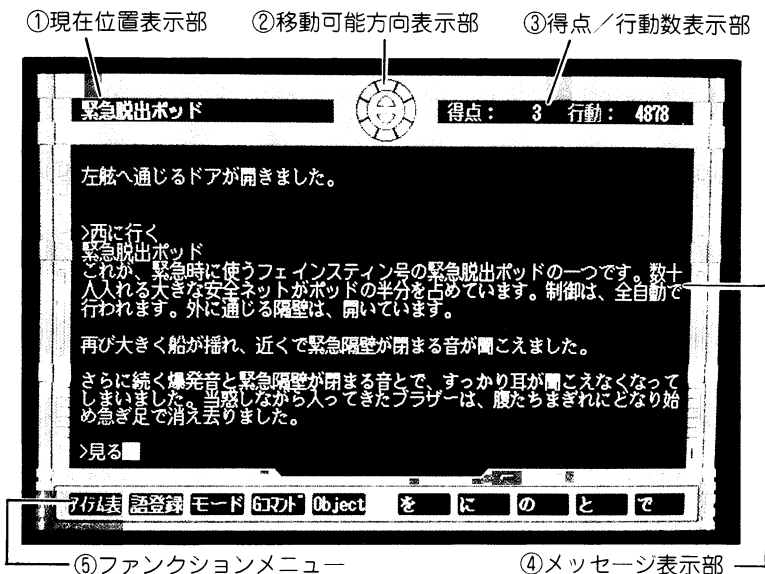 ①現在位置表示部 ②移動可能方向表示部 ③得点／行動数表示部
緊急脱出ポッド 得点： 3 行動： 4878
左舷へ通じるドアが開きました。
>西に行く
緊急脱出ポッド
これが、緊急時に使うフェインスティン号の緊急脱出ポッドの一つです。数十
人入れる大きな安全ネットがポッドの半分を占めています。制御は、全自動で
行われます。外に通じる隔壁は、開いています。
再び大きく船が揺れ、近くで緊急隔壁が閉まる音が聞こえました。
さらに続く爆発音と緊急隔壁が閉まる音とで、すっかり耳が聞こえなくなって
しまいました。当惑しながら入ってきたブラザーは、腹たちまぎれにどなり始
め急ぎ足で消え去りました。
>見る
アイテム表 語登録 モード Gコマンド Object を に の と で
⑤ファンクションメニュー ④メッセージ表示部